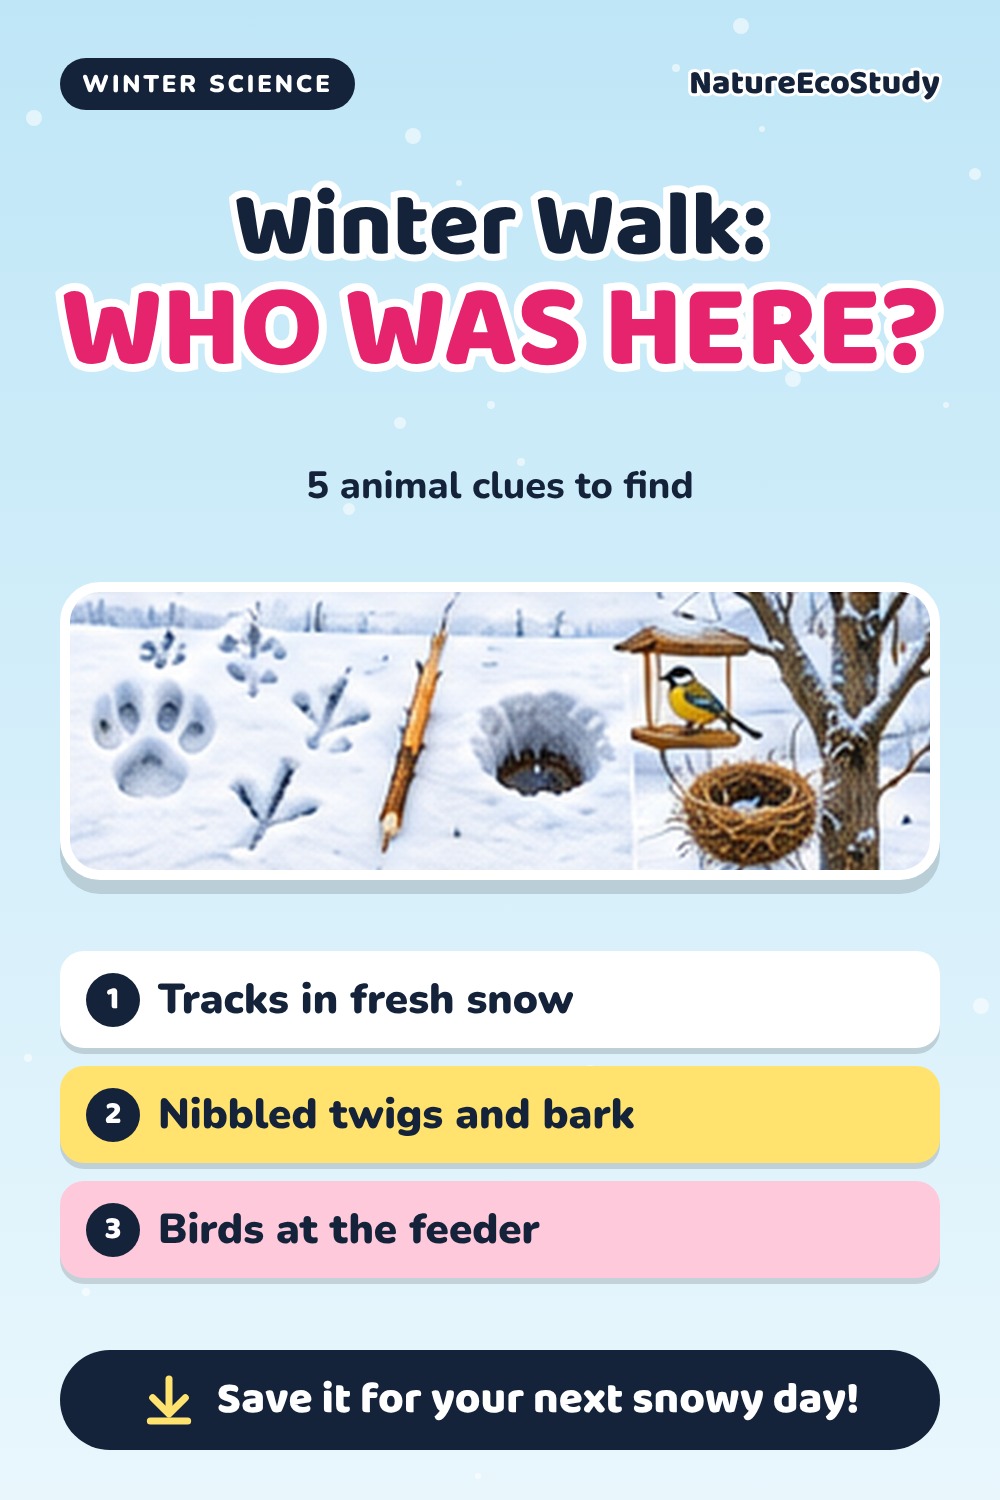 WINTER SCIENCE
NatureEcoStudy
Winter Walk:
WHO WAS HERE?
5 animal clues to find
1 Tracks in fresh snow
2 Nibbled twigs and bark
3 Birds at the feeder
Save it for your next snowy day!